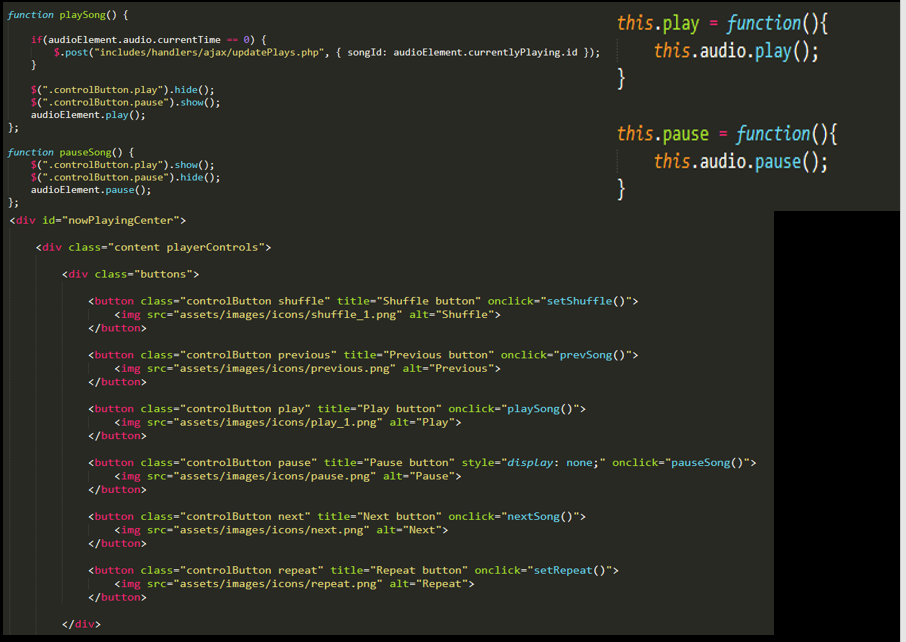 function playSong() {
if(audioElement.audio.currentTime == 0) {
$.post("includes/handlers/ajax/updatePlays.php", { songId: audioElement.currentlyPlaying.id });
}
$(".controlButton.play").hide();
$(".controlButton.pause").show();
audioElement.play();
};
function pauseSong() {
$(".controlButton.play").show();
$(".controlButton.pause").hide();
audioElement.pause();
};
this.play = function(){
this.audio.play();
}
this.pause = function(){
this.audio.pause();
}
<div id="nowPlayingCenter">
<div class="content playerControls">
<div class="buttons">
<button class="controlButton shuffle" title="Shuffle button" onclick="setShuffle()">
<img src="assets/images/icons/shuffle_1.png" alt="Shuffle">
</button>
<button class="controlButton previous" title="Previous button" onclick="prevSong()">
<img src="assets/images/icons/previous.png" alt="Previous">
</button>
<button class="controlButton play" title="Play button" onclick="playSong()">
<img src="assets/images/icons/play_1.png" alt="Play">
</button>
<button class="controlButton pause" title="Pause button" style="display: none;" onclick="pauseSong()">
<img src="assets/images/icons/pause.png" alt="Pause">
</button>
<button class="controlButton next" title="Next button" onclick="nextSong()">
<img src="assets/images/icons/next.png" alt="Next">
</button>
<button class="controlButton repeat" title="Repeat button" onclick="setRepeat()">
<img src="assets/images/icons/repeat.png" alt="Repeat">
</button>
</div>